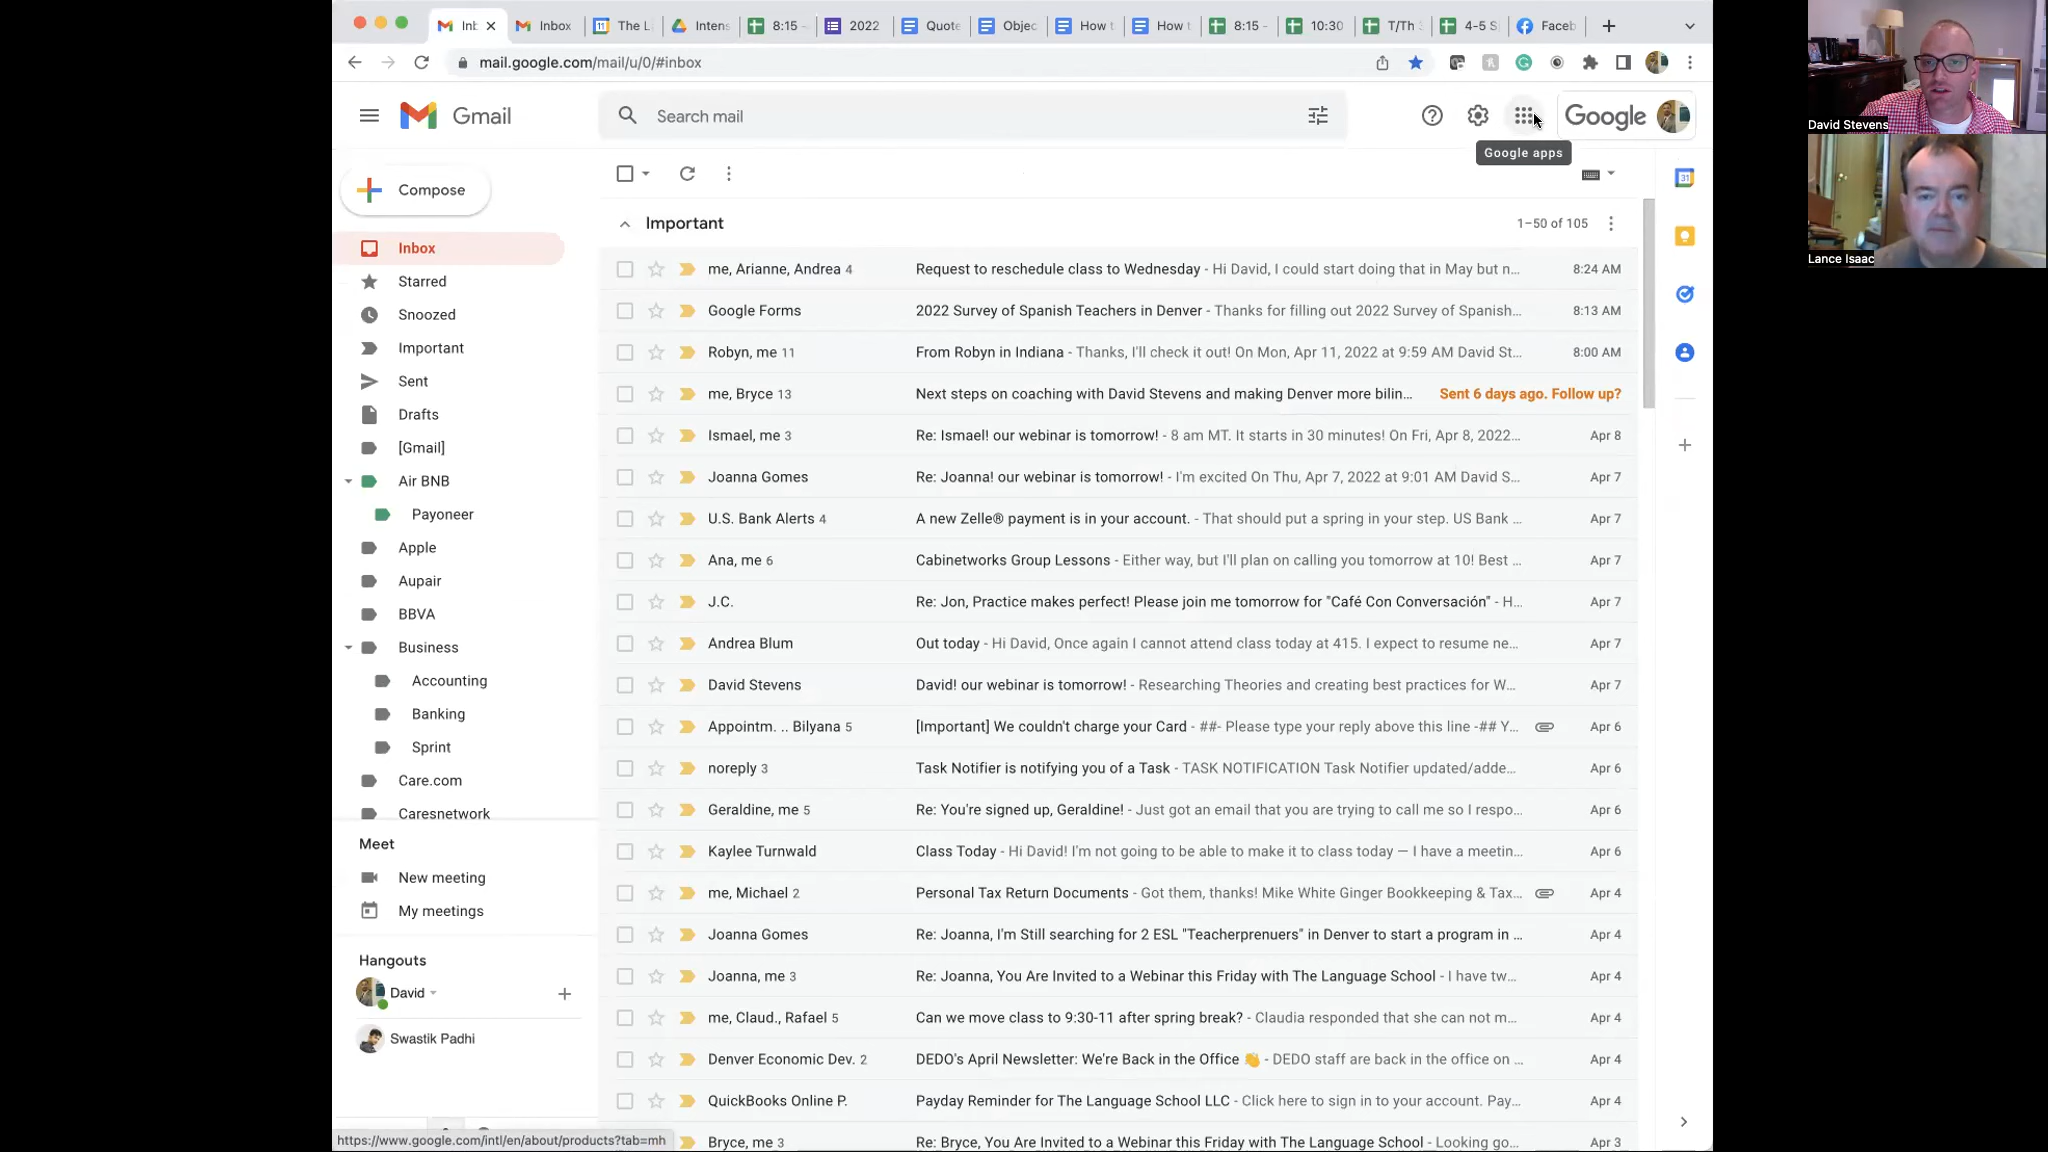 Inb
Inbox
The Li
Intens
8:15 -
2022
Quote
Objec
How t
How t
8:15 -
10:30
T/Th 3
4-5 S
Faceb
mail.google.com/mail/u/0/#inbox
Gmail
Search mail
Google
Google apps
David Stevens
Lance Isaac
Compose
Inbox
Starred
Snoozed
Important
Sent
Drafts
[Gmail]
Air BNB
Payoneer
Apple
Aupair
BBVA
Business
Accounting
Banking
Sprint
Care.com
Caresnetwork
Meet
New meeting
My meetings
Hangouts
David
Swastik Padhi
https://www.google.com/intl/en/about/products?tab=mh
Important 1–50 of 105
me, Arianne, Andrea 4 Request to reschedule class to Wednesday - Hi David, I could start doing that in May but n... 8:24 AM
Google Forms 2022 Survey of Spanish Teachers in Denver - Thanks for filling out 2022 Survey of Spanish... 8:13 AM
Robyn, me 11 From Robyn in Indiana - Thanks, I'll check it out! On Mon, Apr 11, 2022 at 9:59 AM David St... 8:00 AM
me, Bryce 13 Next steps on coaching with David Stevens and making Denver more bilin... Sent 6 days ago. Follow up?
Ismael, me 3 Re: Ismael! our webinar is tomorrow! - 8 am MT. It starts in 30 minutes! On Fri, Apr 8, 2022... Apr 8
Joanna Gomes Re: Joanna! our webinar is tomorrow! - I'm excited On Thu, Apr 7, 2022 at 9:01 AM David S... Apr 7
U.S. Bank Alerts 4 A new Zelle® payment is in your account. - That should put a spring in your step. US Bank ... Apr 7
Ana, me 6 Cabinetworks Group Lessons - Either way, but I'll plan on calling you tomorrow at 10! Best ... Apr 7
J.C. Re: Jon, Practice makes perfect! Please join me tomorrow for "Café Con Conversación" - H... Apr 7
Andrea Blum Out today - Hi David, Once again I cannot attend class today at 415. I expect to resume ne... Apr 7
David Stevens David! our webinar is tomorrow! - Researching Theories and creating best practices for W... Apr 7
Appointm. .. Bilyana 5 [Important] We couldn't charge your Card - ##- Please type your reply above this line -## Y... Apr 6
noreply 3 Task Notifier is notifying you of a Task - TASK NOTIFICATION Task Notifier updated/adde... Apr 6
Geraldine, me 5 Re: You're signed up, Geraldine! - Just got an email that you are trying to call me so I respo... Apr 6
Kaylee Turnwald Class Today - Hi David! I'm not going to be able to make it to class today — I have a meetin... Apr 6
me, Michael 2 Personal Tax Return Documents - Got them, thanks! Mike White Ginger Bookkeeping & Tax... Apr 4
Joanna Gomes Re: Joanna, I'm Still searching for 2 ESL "Teacherprenuers" in Denver to start a program in ... Apr 4
Joanna, me 3 Re: Joanna, You Are Invited to a Webinar this Friday with The Language School - I have tw... Apr 4
me, Claud., Rafael 5 Can we move class to 9:30-11 after spring break? - Claudia responded that she can not m... Apr 4
Denver Economic Dev. 2 DEDO's April Newsletter: We're Back in the Office 👏 - DEDO staff are back in the office on ... Apr 4
QuickBooks Online P. Payday Reminder for The Language School LLC - Click here to sign in to your account. Pay... Apr 4
Bryce, me 3 Re: Bryce, You Are Invited to a Webinar this Friday with The Language School - Looking go... Apr 3
31